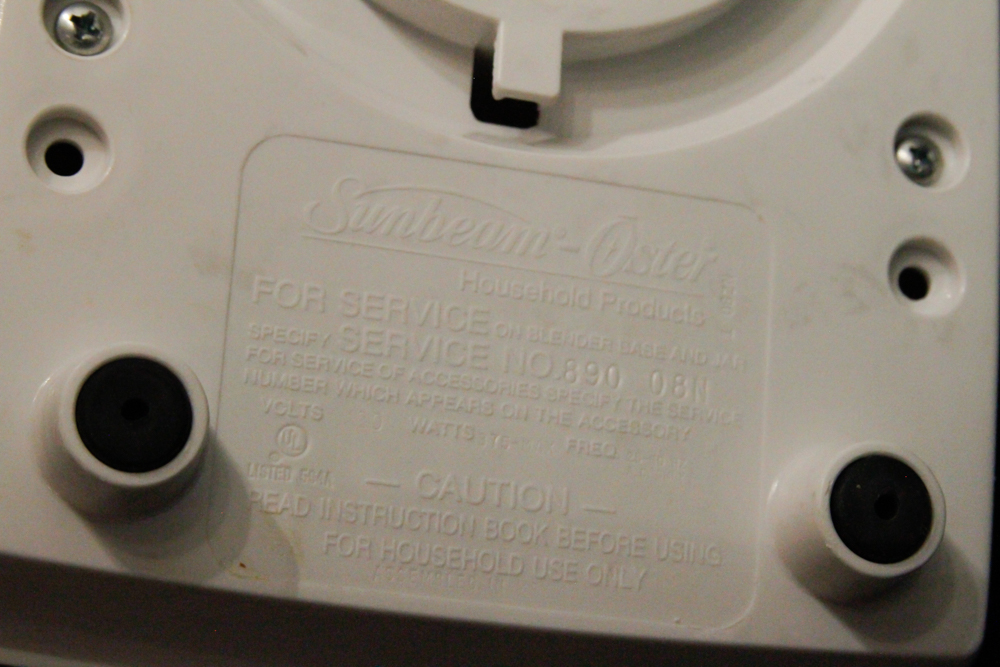 Sunbeam®-Oster
Household Products
FOR SERVICE ON BLENDER BASE AND JAR
SPECIFY SERVICE NO. 890 08N
FOR SERVICE OF ACCESSORIES SPECIFY THE SERVICE
NUMBER WHICH APPEARS ON THE ACCESSORY
VOLTS WATTS FREQ.
UL
LISTED
— CAUTION —
READ INSTRUCTION BOOK BEFORE USING
FOR HOUSEHOLD USE ONLY